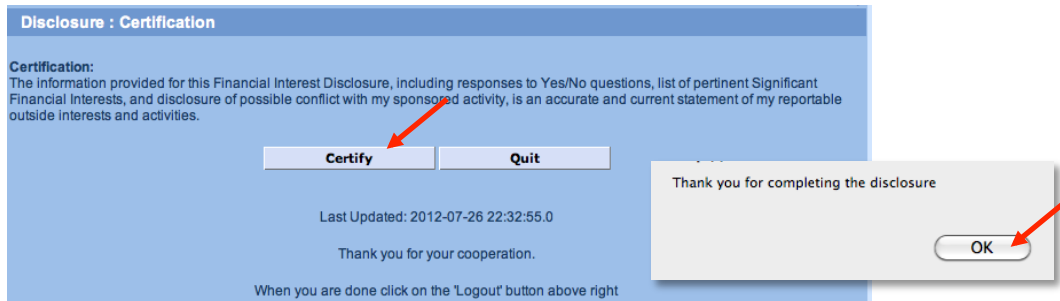 Disclosure : Certification
Certification:
The information provided for this Financial Interest Disclosure, including responses to Yes/No questions, list of pertinent Significant
Financial Interests, and disclosure of possible conflict with my sponsored activity, is an accurate and current statement of my reportable
outside interests and activities.
Certify
Quit
Thank you for completing the disclosure
OK
Last Updated: 2012-07-26 22:32:55.0
Thank you for your cooperation.
When you are done click on the 'Logout' button above right